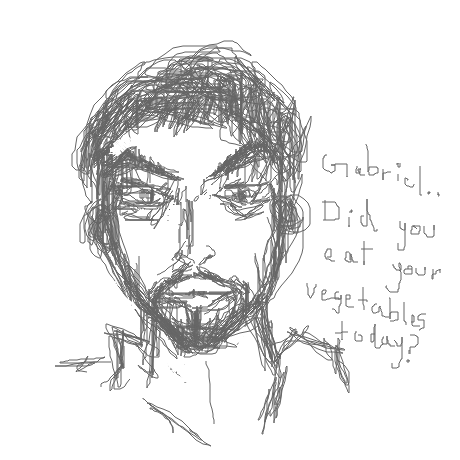 Gabriel..
Did you
eat your
vegetables
today?